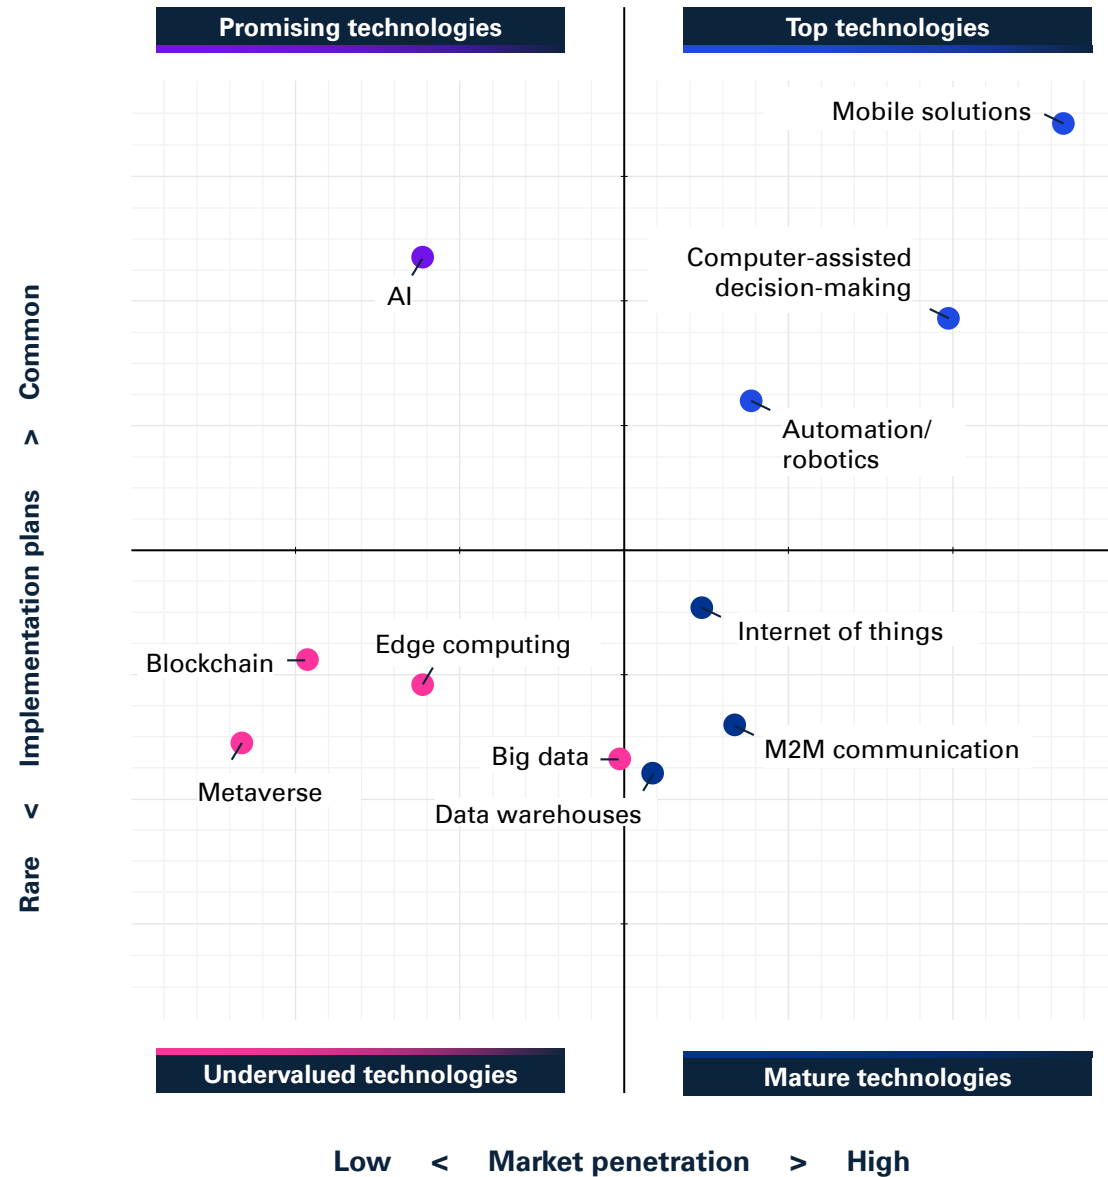 Promising technologies
Top technologies
Mobile solutions
Computer-assisted
decision-making
AI
Automation/
robotics
Common
>
Implementation plans
<
Rare
Internet of things
Edge computing
Blockchain
M2M communication
Big data
Metaverse
Data warehouses
Undervalued technologies
Mature technologies
Low < Market penetration > High